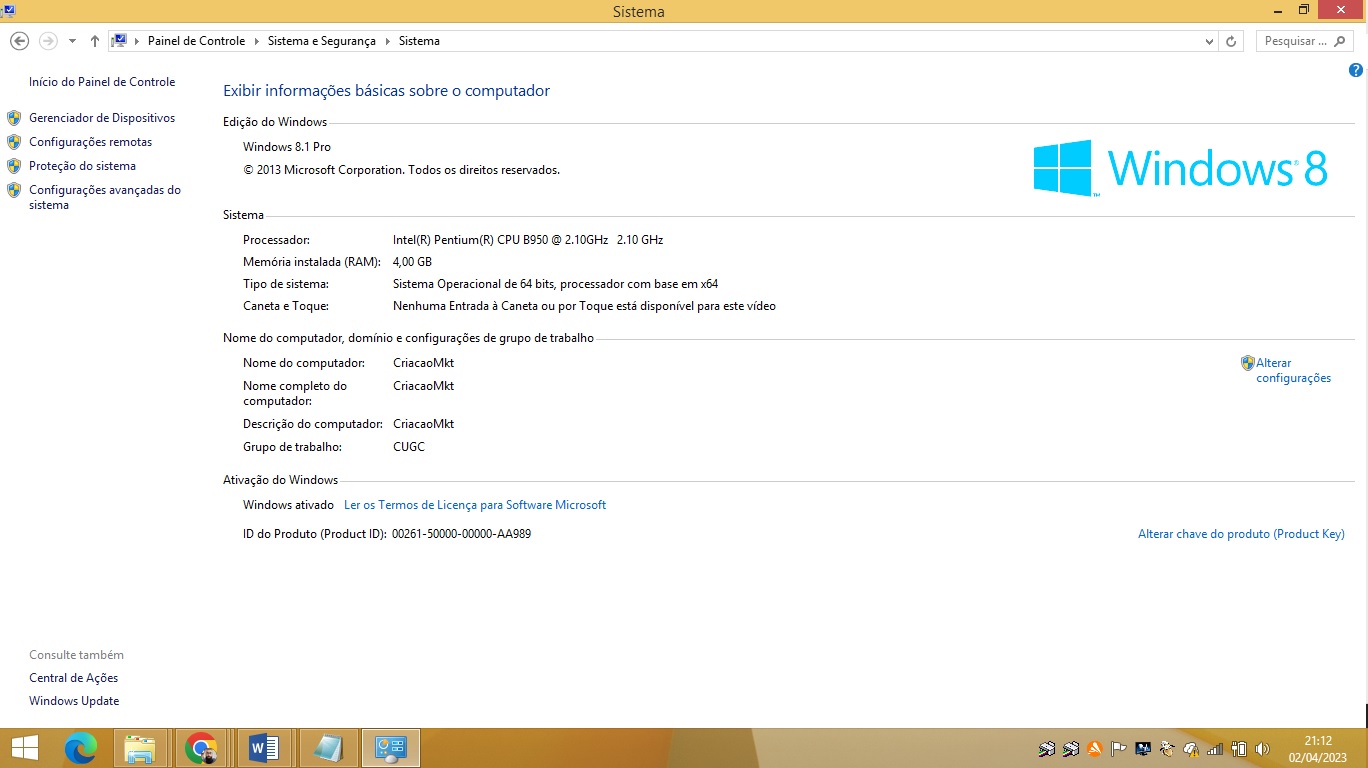 Sistema
Painel de Controle
Sistema e Segurança
Sistema
Pesquisar ...
Início do Painel de Controle
Gerenciador de Dispositivos
Configurações remotas
Proteção do sistema
Configurações avançadas do
sistema
Exibir informações básicas sobre o computador
Edição do Windows
Windows 8.1 Pro
© 2013 Microsoft Corporation. Todos os direitos reservados.
Windows® 8
Sistema
Processador: Intel(R) Pentium(R) CPU B950 @ 2.10GHz 2.10 GHz
Memória instalada (RAM): 4,00 GB
Tipo de sistema: Sistema Operacional de 64 bits, processador com base em x64
Caneta e Toque: Nenhuma Entrada à Caneta ou por Toque está disponível para este vídeo
Nome do computador, domínio e configurações de grupo de trabalho
Nome do computador: CriacaoMkt
Nome completo do
computador: CriacaoMkt
Descrição do computador: CriacaoMkt
Grupo de trabalho: CUGC
Alterar
configurações
Ativação do Windows
Windows ativado Ler os Termos de Licença para Software Microsoft
ID do Produto (Product ID): 00261-50000-00000-AA989
Alterar chave do produto (Product Key)
Consulte também
Central de Ações
Windows Update
21:12
02/04/2023